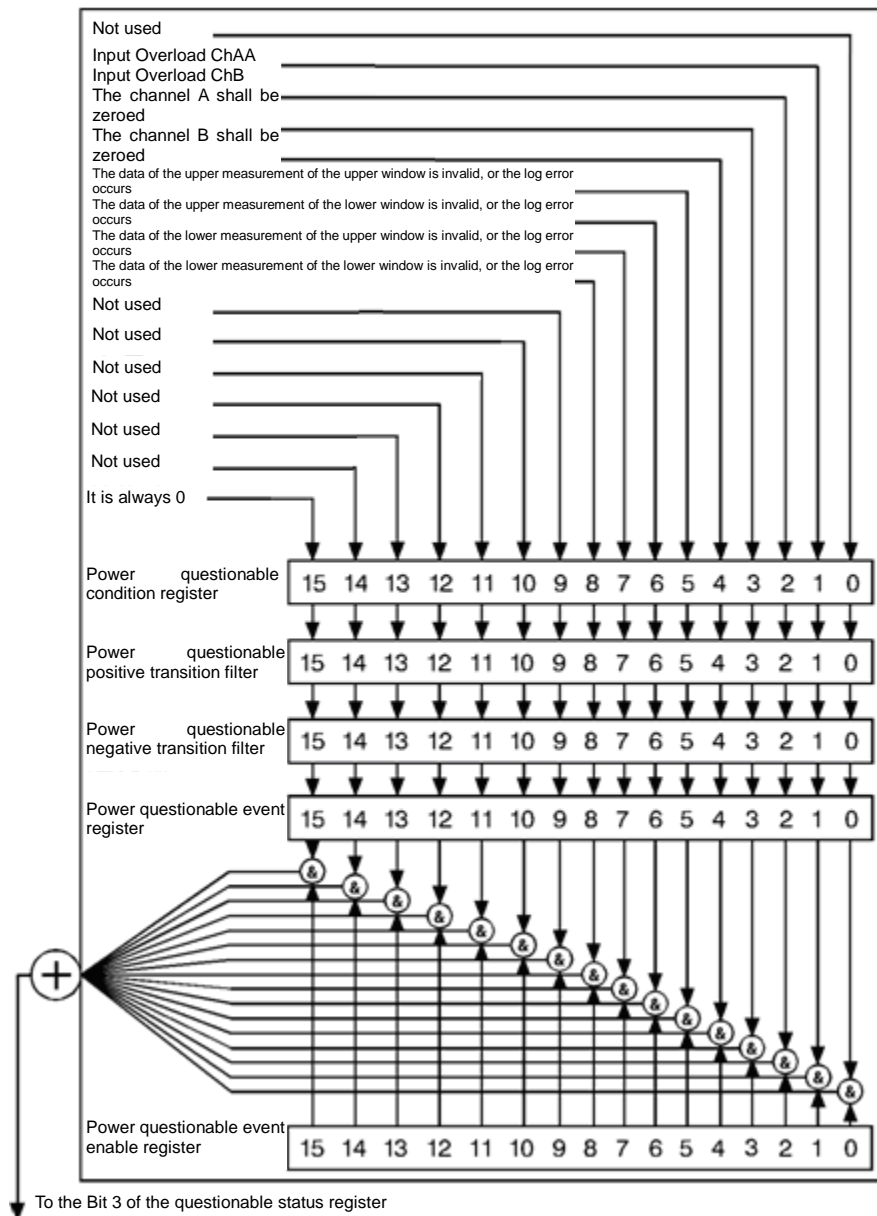 Not used
Input Overload ChAA
Input Overload ChB
The channel A shall be
zeroed
The channel B shall be
zeroed
The data of the upper measurement of the upper window is invalid, or the log error
occurs
The data of the upper measurement of the lower window is invalid, or the log error
occurs
The data of the lower measurement of the upper window is invalid, or the log error
occurs
The data of the lower measurement of the lower window is invalid, or the log error
occurs
Not used
Not used
Not used
Not used
Not used
Not used
It is always 0
Power questionable
condition register
15 14 13 12 11 10 9 8 7 6 5 4 3 2 1 0
Power questionable
positive transition filter
15 14 13 12 11 10 9 8 7 6 5 4 3 2 1 0
Power questionable
negative transition filter
15 14 13 12 11 10 9 8 7 6 5 4 3 2 1 0
Power questionable event
register
15 14 13 12 11 10 9 8 7 6 5 4 3 2 1 0
& & & & & & & & & & & & & & & &
+
Power questionable event
enable register
15 14 13 12 11 10 9 8 7 6 5 4 3 2 1 0
To the Bit 3 of the questionable status register